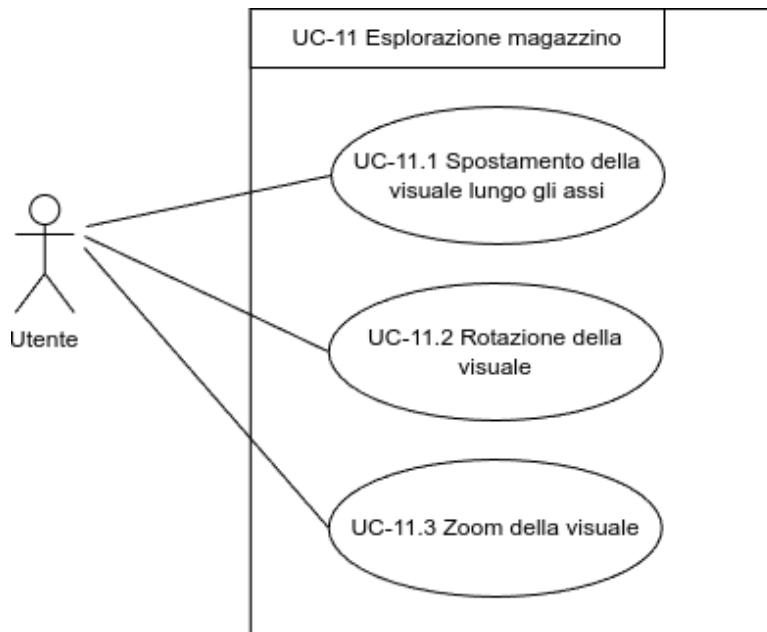 UC-11 Esplorazione magazzino
UC-11.1 Spostamento della
visuale lungo gli assi
Utente
UC-11.2 Rotazione della
visuale
UC-11.3 Zoom della visuale